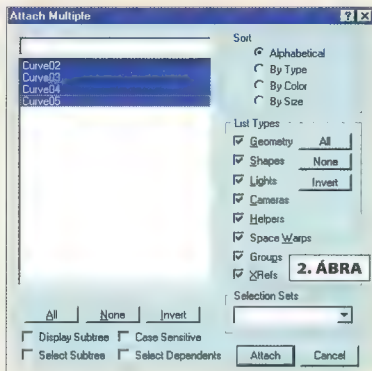 Attach Multiple
Curve02
Curve03
Curve04
Curve05
All None Invert
Display Subtree Case Sensitive
Select Subtree Select Dependents
Sort
Alphabetical
By Type
By Color
By Size
List Types
Geometry All
Shapes None
Lights Invert
Cameras
Helpers
Space Warps
Groups
XRefs
2. ÁBRA
Selection Sets
Attach Cancel